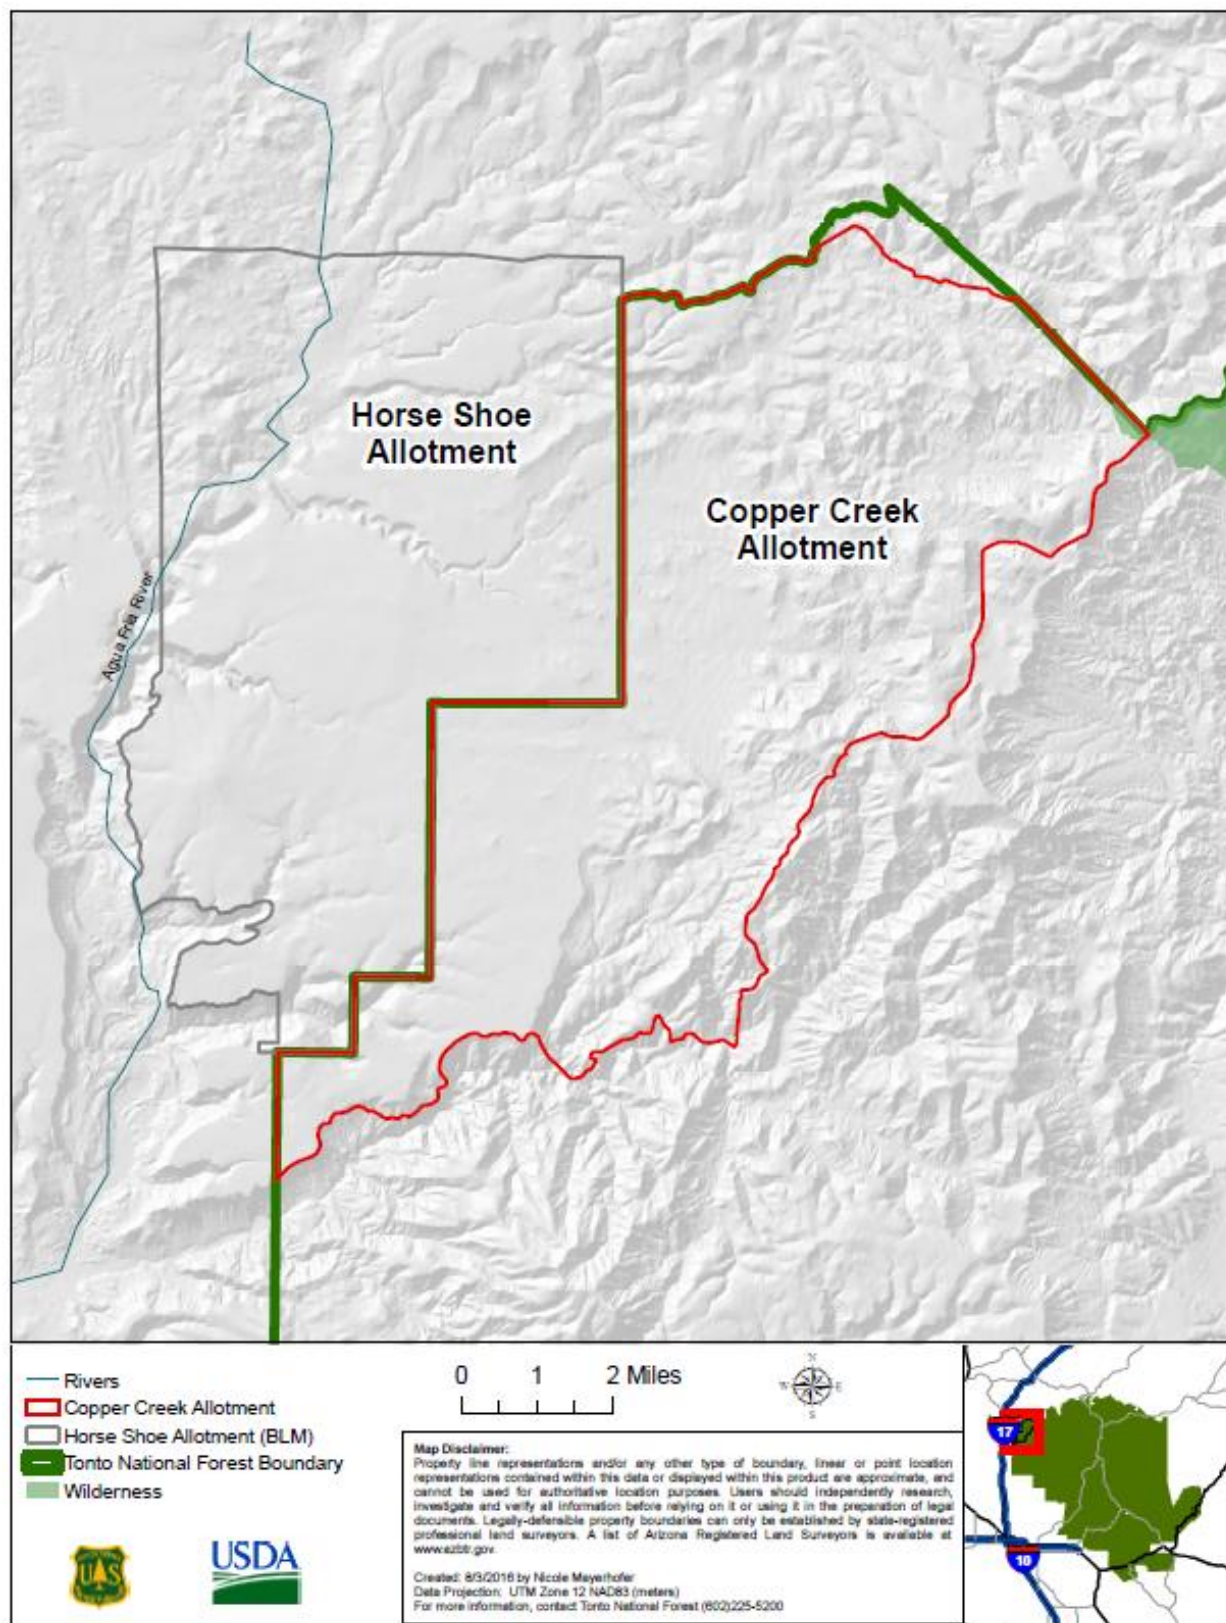 Horse Shoe
Allotment
Copper Creek
Allotment
Agua Fria River
Rivers
Copper Creek Allotment
Horse Shoe Allotment (BLM)
Tonto National Forest Boundary
Wilderness
0 1 2 Miles
N
W E
S
Map Disclaimer:
Property line representations and/or any other type of boundary, linear or point location
representations contained within this data or displayed within this product are approximate, and
cannot be used for authoritative location purposes. Users should independently research,
investigate and verify all information before relying on it or using it in the preparation of legal
documents. Legally-defensible property boundaries can only be established by state-registered
professional land surveyors. A list of Arizona Registered Land Surveyors is available at
www.azbtr.gov.
Created: 8/3/2016 by Nicole Mayerhofer
Data Projection: UTM Zone 12 NAD83 (meters)
For more information, contact Tonto National Forest (602)225-5200
UAS
USDA
17
10